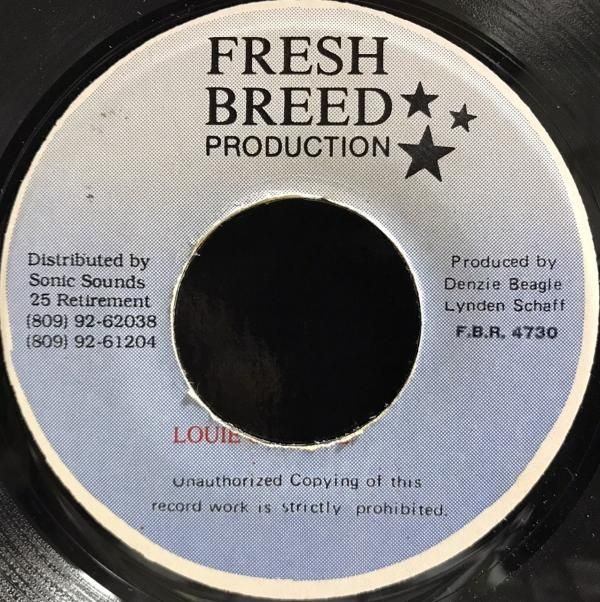 FRESH
BREED
PRODUCTION
Distributed by
Sonic Sounds
25 Retirement
(809) 92-62038
(809) 92-61204
Produced by
Denzie Beagle
Lynden Schaff
F.B.R. 4730
LOUIE
Unauthorized Copying of this
record work is strictly prohibited.